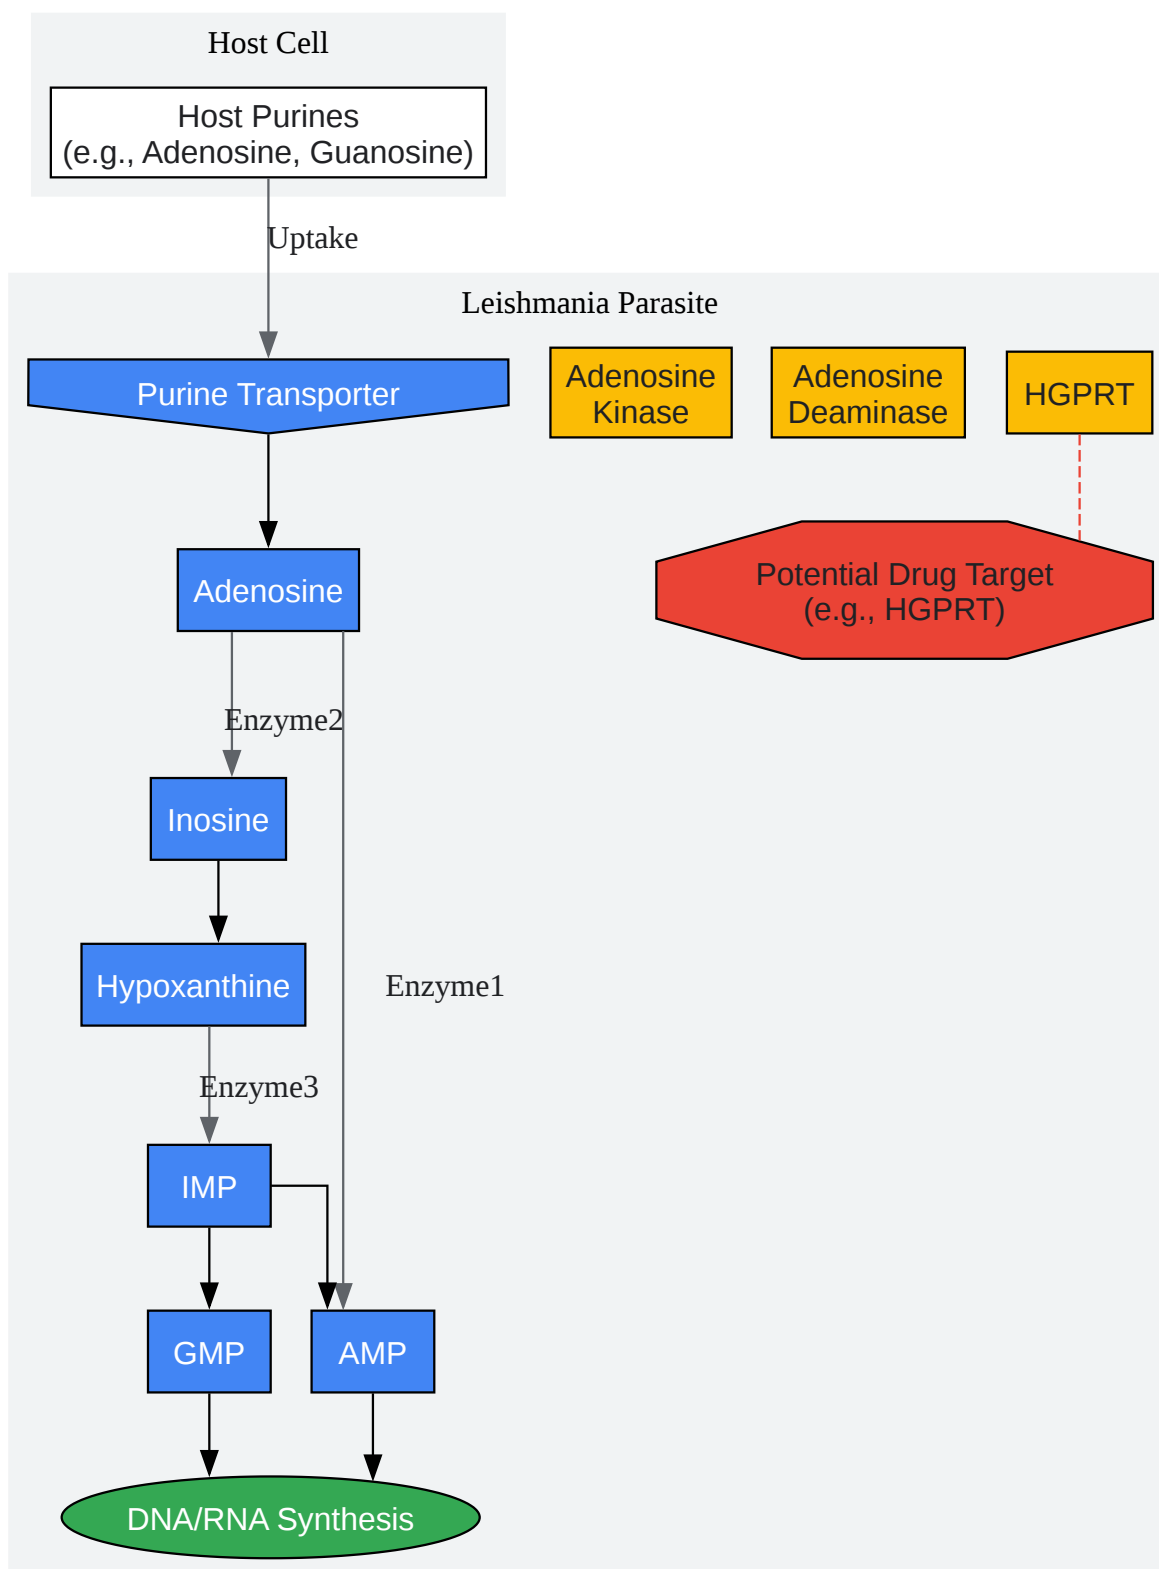 Host Cell
Host Purines
(e.g., Adenosine, Guanosine)
Uptake
Leishmania Parasite
Purine Transporter
Adenosine
Kinase
Adenosine
Deaminase
HGPRT
Adenosine
Potential Drug Target
(e.g., HGPRT)
Enzyme2
Inosine
Hypoxanthine
Enzyme1
Enzyme3
IMP
GMP
AMP
DNA/RNA Synthesis